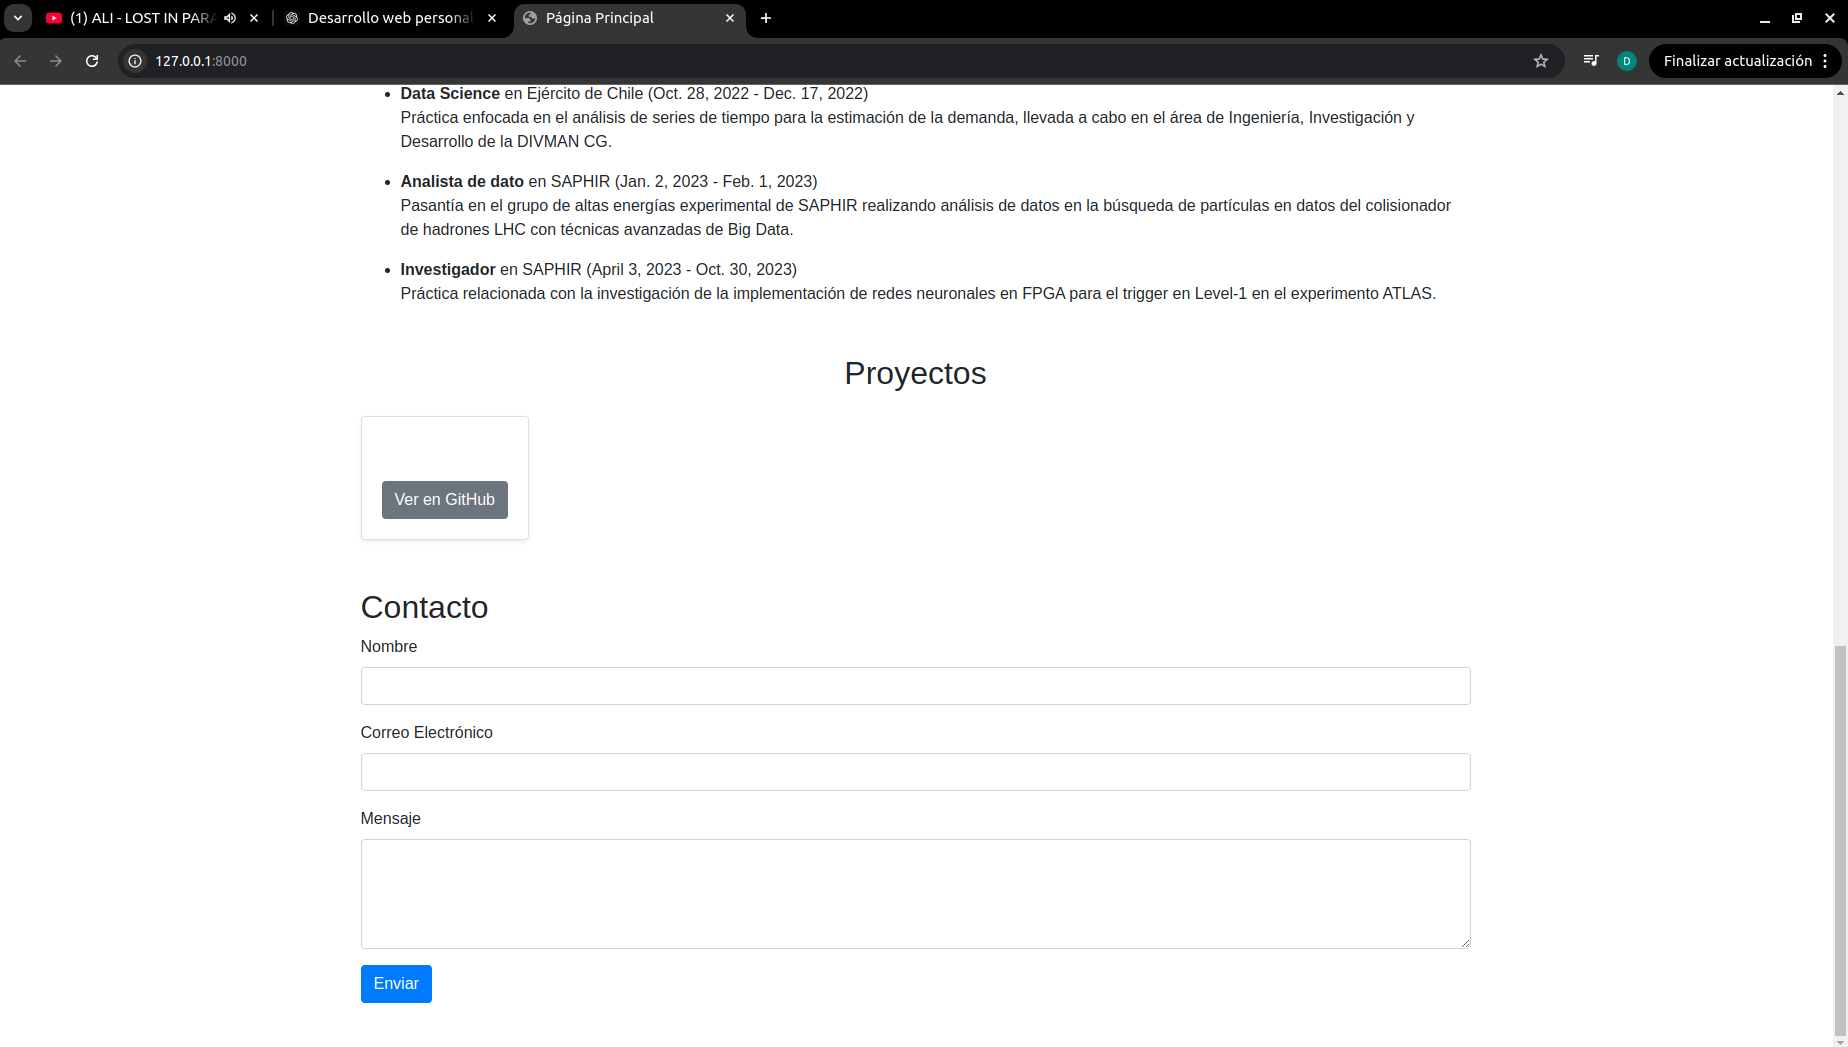 (1) ALI - LOST IN PARA
Desarrollo web personal
Página Principal
127.0.0.1:8000
D
Finalizar actualización
Data Science en Ejército de Chile (Oct. 28, 2022 - Dec. 17, 2022)
Práctica enfocada en el análisis de series de tiempo para la estimación de la demanda, llevada a cabo en el área de Ingeniería, Investigación y
Desarrollo de la DIVMAN CG.
Analista de dato en SAPHIR (Jan. 2, 2023 - Feb. 1, 2023)
Pasantía en el grupo de altas energías experimental de SAPHIR realizando análisis de datos en la búsqueda de partículas en datos del colisionador
de hadrones LHC con técnicas avanzadas de Big Data.
Investigador en SAPHIR (April 3, 2023 - Oct. 30, 2023)
Práctica relacionada con la investigación de la implementación de redes neuronales en FPGA para el trigger en Level-1 en el experimento ATLAS.
Proyectos
Ver en GitHub
Contacto
Nombre
Correo Electrónico
Mensaje
Enviar